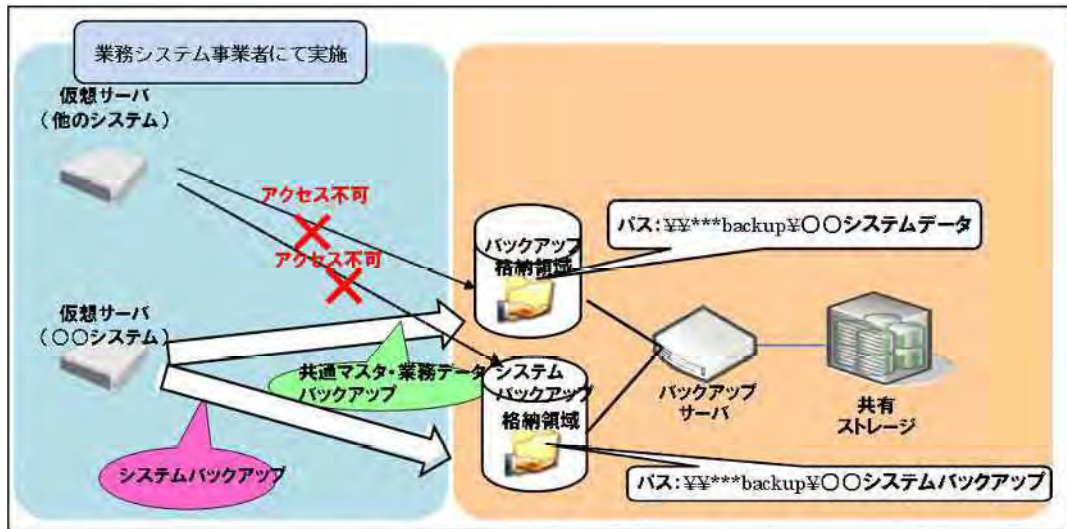 業務システム事業者にて実施
仮想サーバ
（他のシステム）
アクセス不可
アクセス不可
仮想サーバ
（〇〇システム）
共通マスタ・業務データ
バックアップ
システムバックアップ
バックアップ
格納領域
システム
バックアップ
格納領域
パス：¥¥***backup¥〇〇システムデータ
バックアップ
サーバ
共有
ストレージ
パス：¥¥***backup¥〇〇システムバックアップ